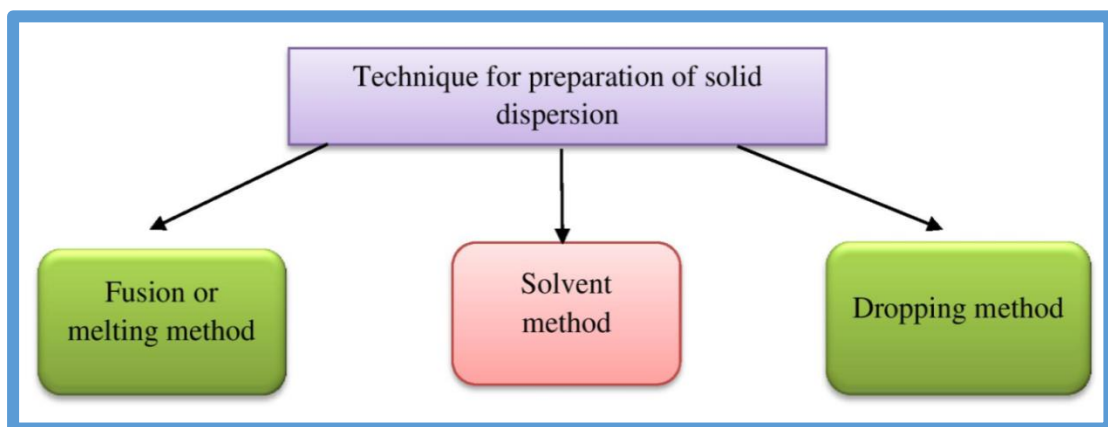 Technique for preparation of solid
dispersion
Fusion or
melting method
Solvent
method
Dropping method